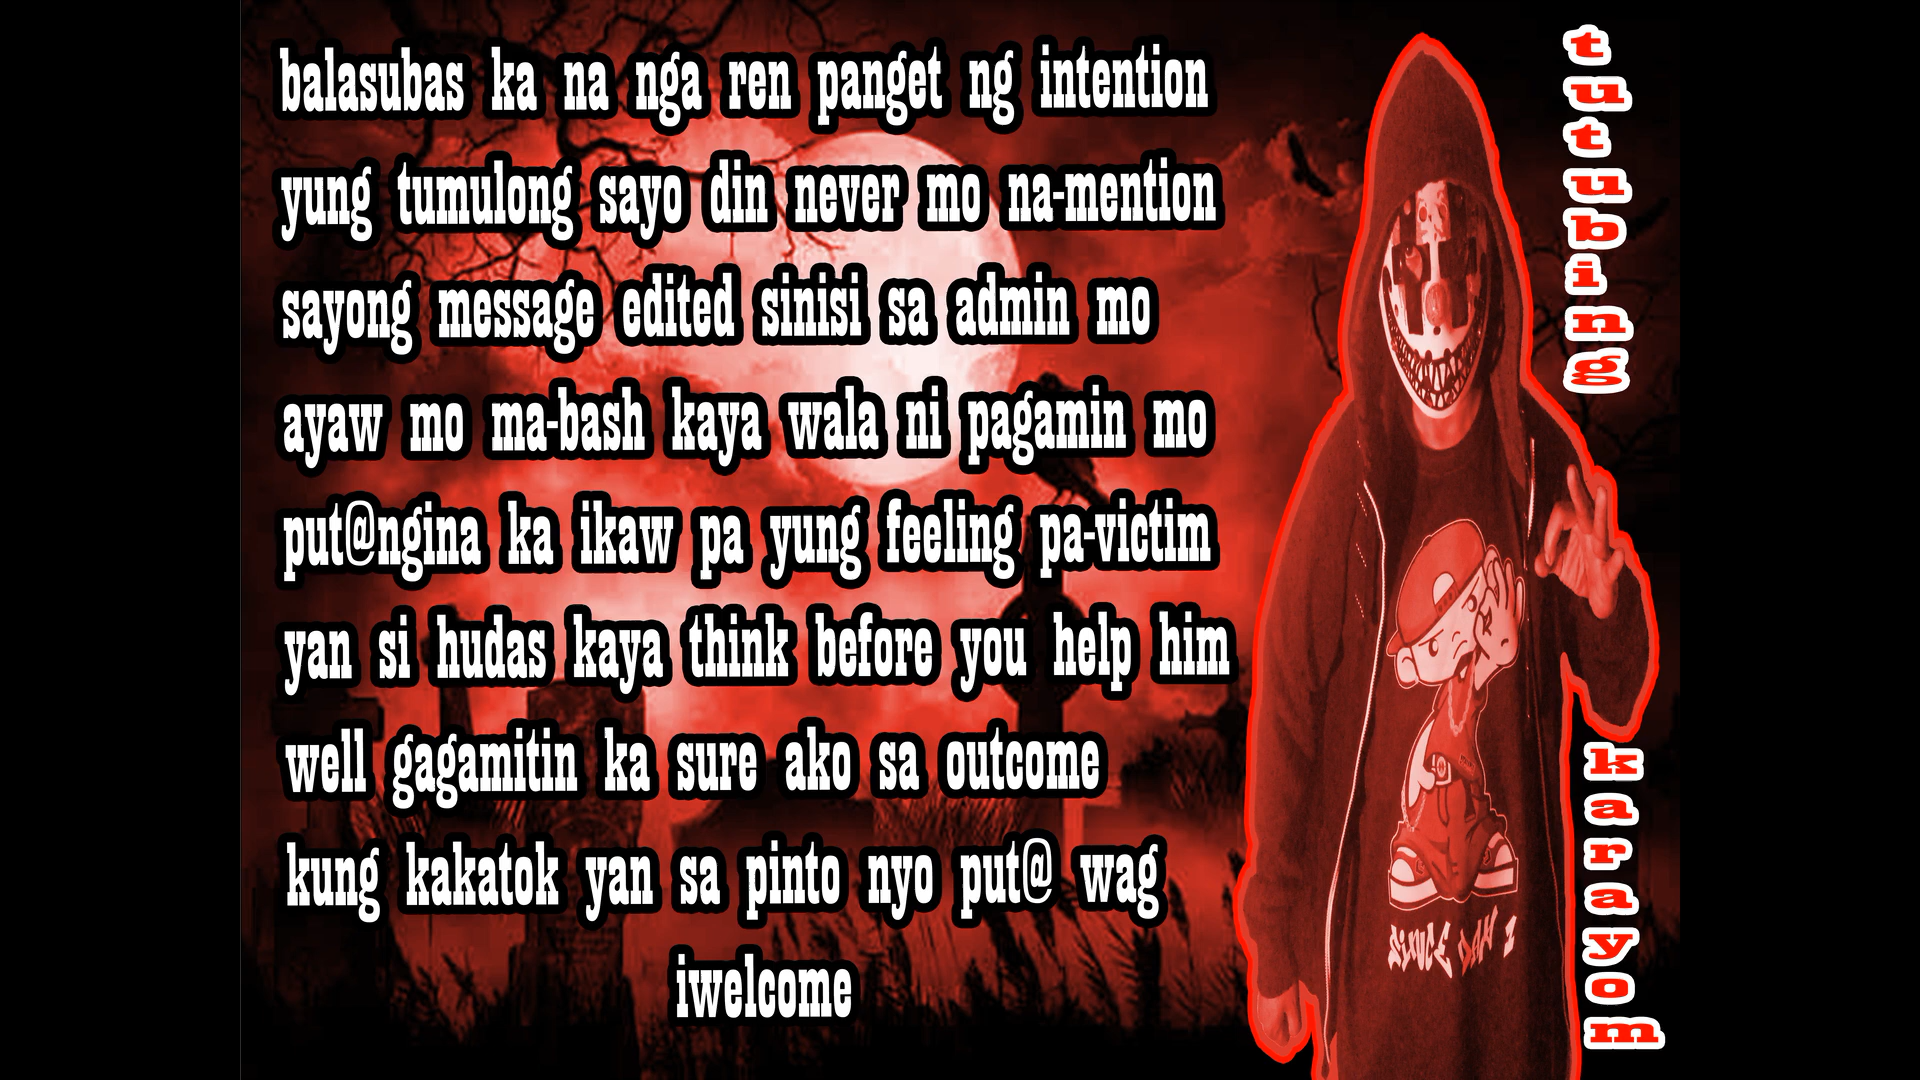 balasubas ka na nga ren panget ng intention
yung tumulong sayo din never mo na-mention
sayong message edited sinisi sa admin mo
ayaw mo ma-bash kaya wala ni pagamin mo
put@ngina ka ikaw pa yung feeling pa-victim
yan si hudas kaya think before you help him
well gagamitin ka sure ako sa outcome
kung kakatok yan sa pinto nyo put@ wag
iwelcome
tutubing
karayom
SINCE DAH 1